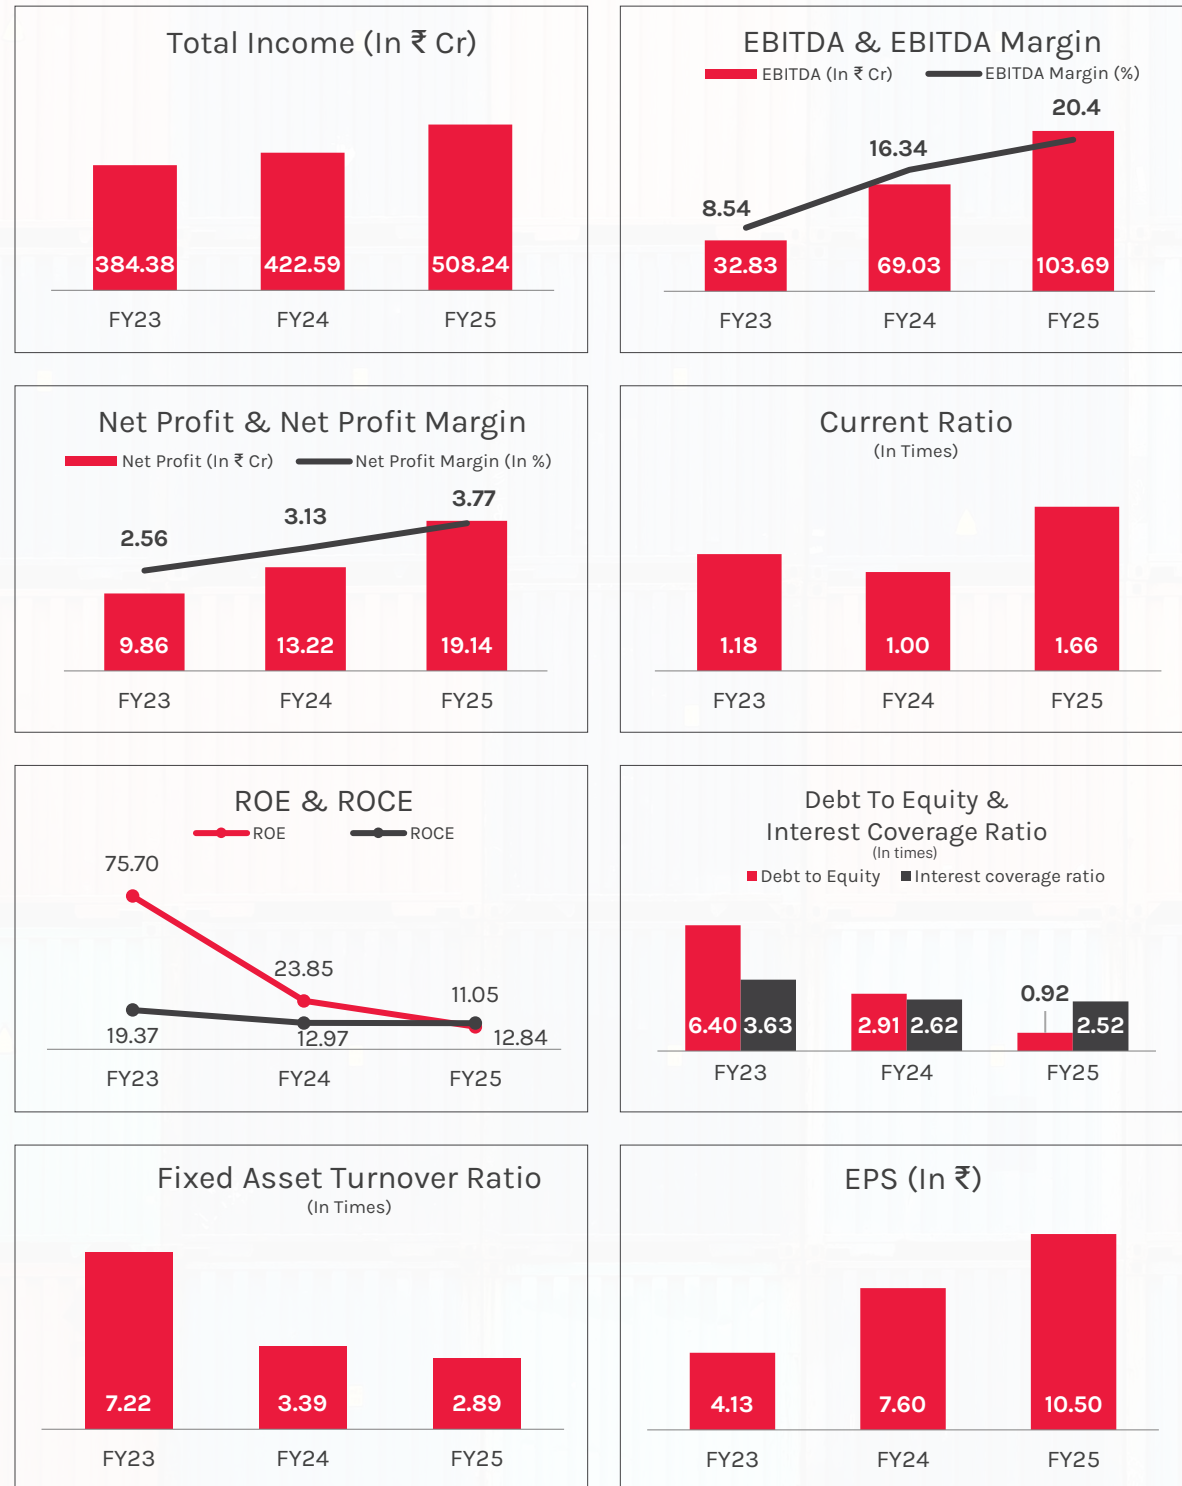 Total Income (In ₹ Cr)
384.38 422.59 508.24
FY23 FY24 FY25
EBITDA & EBITDA Margin
EBITDA (In ₹ Cr) EBITDA Margin (%)
20.4
16.34
8.54
32.83 69.03 103.69
FY23 FY24 FY25
Net Profit & Net Profit Margin
Net Profit (In ₹ Cr) Net Profit Margin (In %)
3.77
3.13
2.56
9.86 13.22 19.14
FY23 FY24 FY25
Current Ratio
(In Times)
1.18 1.00 1.66
FY23 FY24 FY25
ROE & ROCE
ROE ROCE
75.70
23.85
11.05
19.37 12.97 12.84
FY23 FY24 FY25
Debt To Equity &
Interest Coverage Ratio
(In times)
Debt to Equity Interest coverage ratio
0.92
6.40 3.63 2.91 2.62 2.52
FY23 FY24 FY25
Fixed Asset Turnover Ratio
(In Times)
7.22 3.39 2.89
FY23 FY24 FY25
EPS (In ₹)
4.13 7.60 10.50
FY23 FY24 FY25